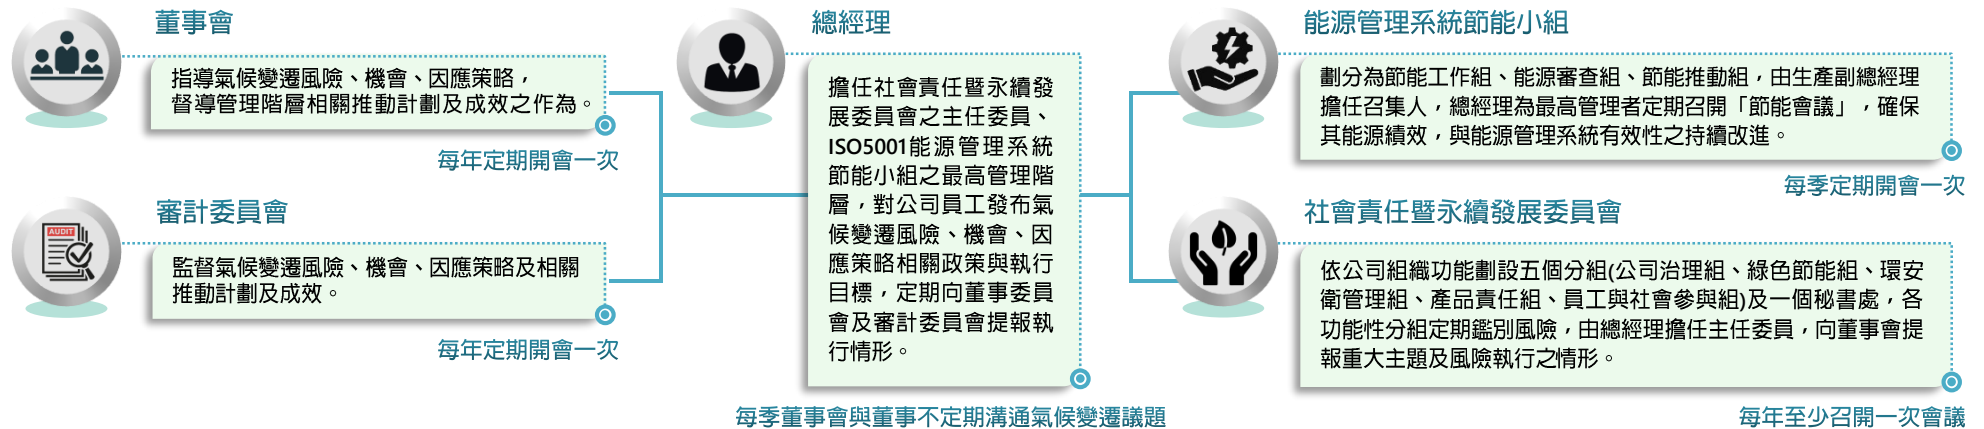 董事會
指導氣候變遷風險、機會、因應策略，
督導管理階層相關推動計劃及成效之作為。
每年定期開會一次
審計委員會
AUDIT
監督氣候變遷風險、機會、因應策略及相關
推動計劃及成效。
每年定期開會一次
總經理
擔任社會責任暨永續發
展委員會之主任委員、
ISO5001能源管理系統
節能小組之最高管理階
層，對公司員工發布氣
候變遷風險、機會、因
應策略相關政策與執行
目標，定期向董事委員
會及審計委員會提報執
行情形。
每季董事會與董事不定期溝通氣候變遷議題
能源管理系統節能小組
劃分為節能工作組、能源審查組、節能推動組，由生產副總經理
擔任召集人，總經理為最高管理者定期召開「節能會議」，確保
其能源績效，與能源管理系統有效性之持續改進。
每季定期開會一次
社會責任暨永續發展委員會
依公司組織功能劃設五個分組(公司治理組、綠色節能組、環安
衛管理組、產品責任組、員工與社會參與組)及一個秘書處，各
功能性分組定期鑑別風險，由總經理擔任主任委員，向董事會提
報重大主題及風險執行之情形。
每年至少召開一次會議